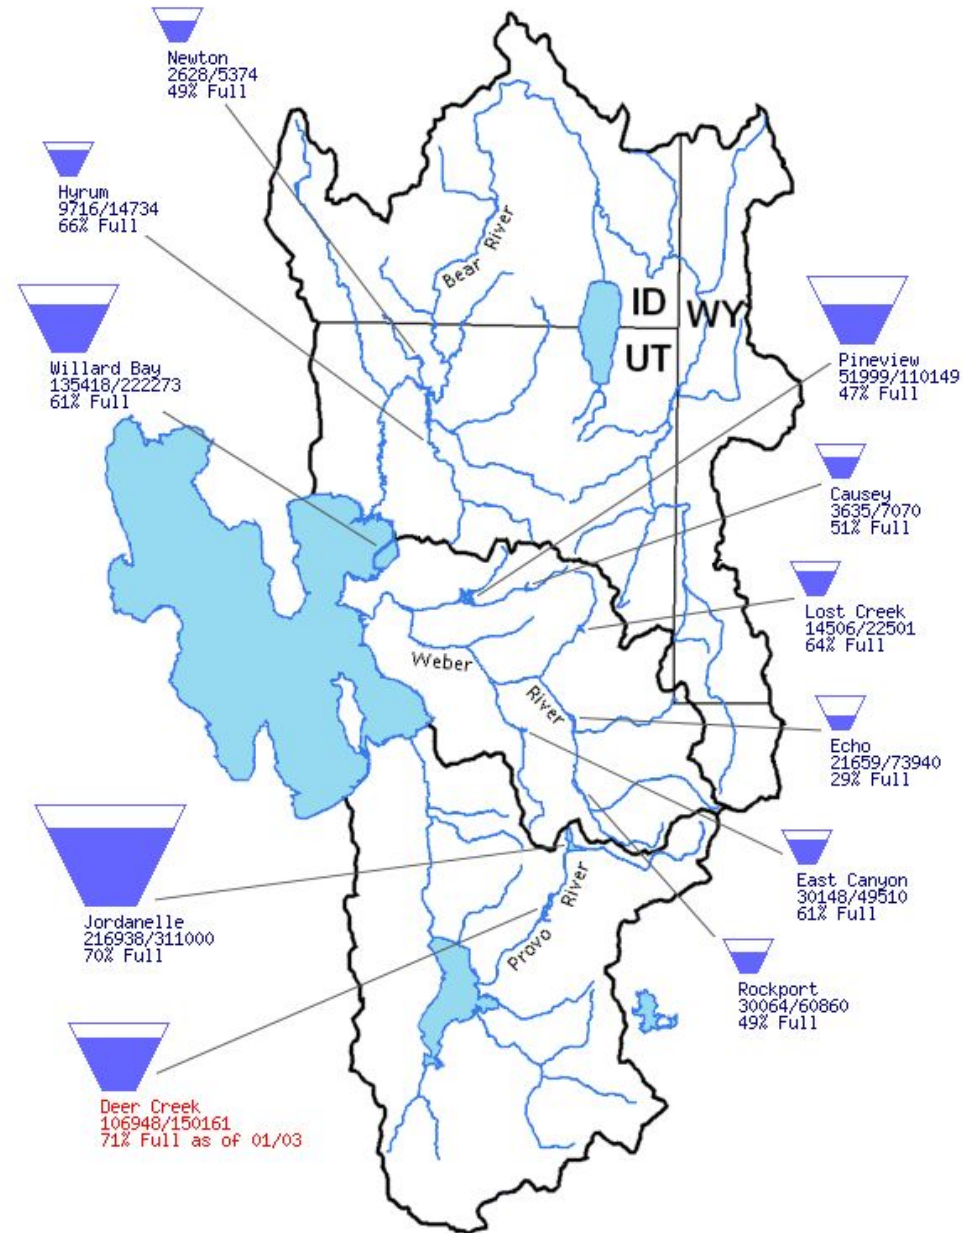 Newton
2628/5374
49% Full
Hyrum
9716/14734
66% Full
Bear River
Willard Bay
135418/222273
61% Full
ID
WY
UT
Pineview
51999/110149
47% Full
Causey
3635/7070
51% Full
Lost Creek
14506/22501
64% Full
Weber
River
Echo
21659/73940
29% Full
East Canyon
30148/49510
61% Full
Jordanelle
216938/311000
70% Full
Provo River
Rockport
30064/60860
49% Full
Deer Creek
106948/150161
71% Full as of 01/03